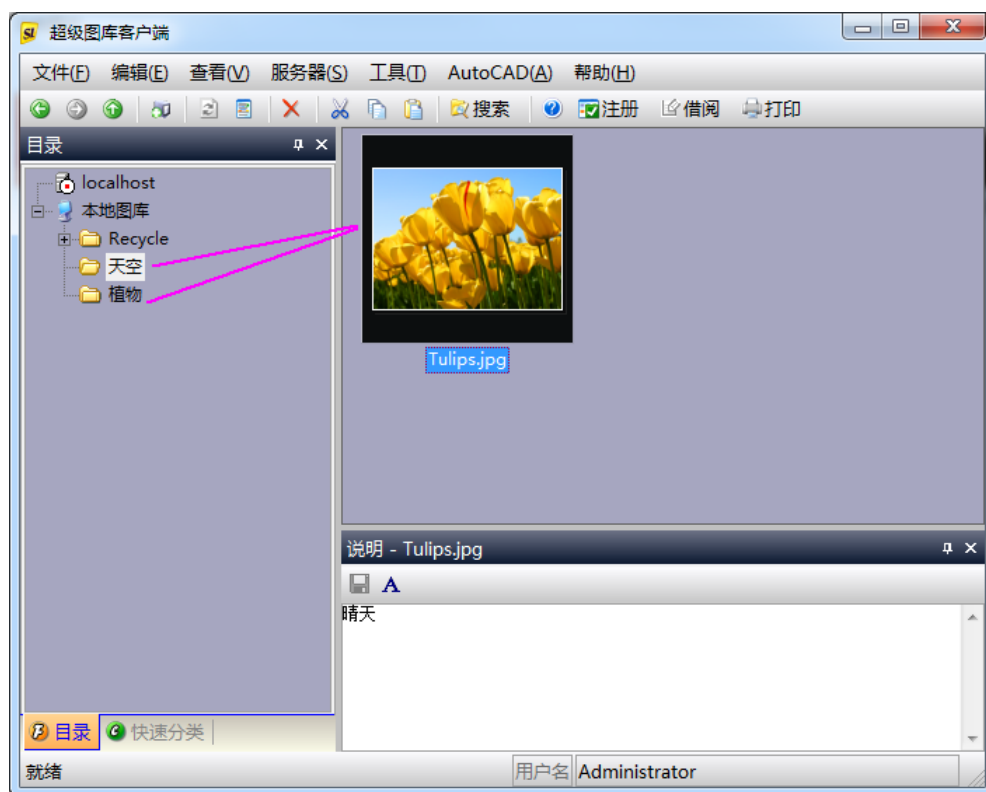 SL 超级图库客户端
文件(F) 编辑(E) 查看(V) 服务器(S) 工具(T) AutoCAD(A) 帮助(H)
搜索 注册 借阅 打印
目录
localhost
本地图库
Recycle
天空
植物
Tulips.jpg
说明 - Tulips.jpg
A
晴天
目录 快速分类
就绪 用户名 Administrator